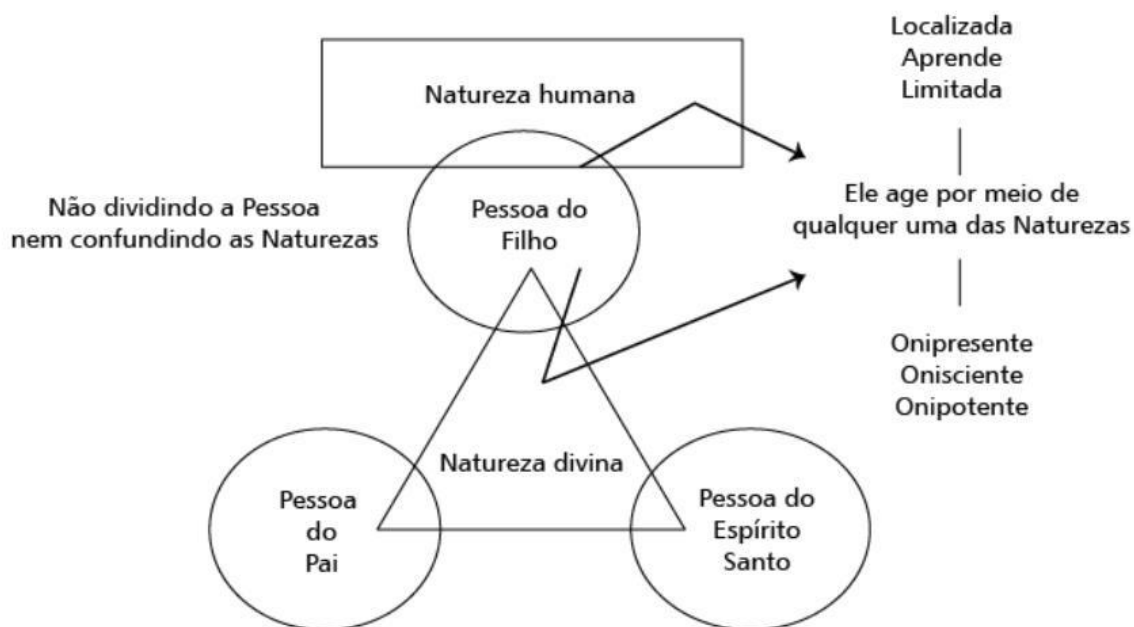 Localizada
Aprende
Limitada
Natureza humana
Não dividindo a Pessoa
nem confundindo as Naturezas
Pessoa do
Filho
Ele age por meio de
qualquer uma das Naturezas
Onipresente
Onisciente
Onipotente
Natureza divina
Pessoa
do
Pai
Pessoa do
Espírito
Santo